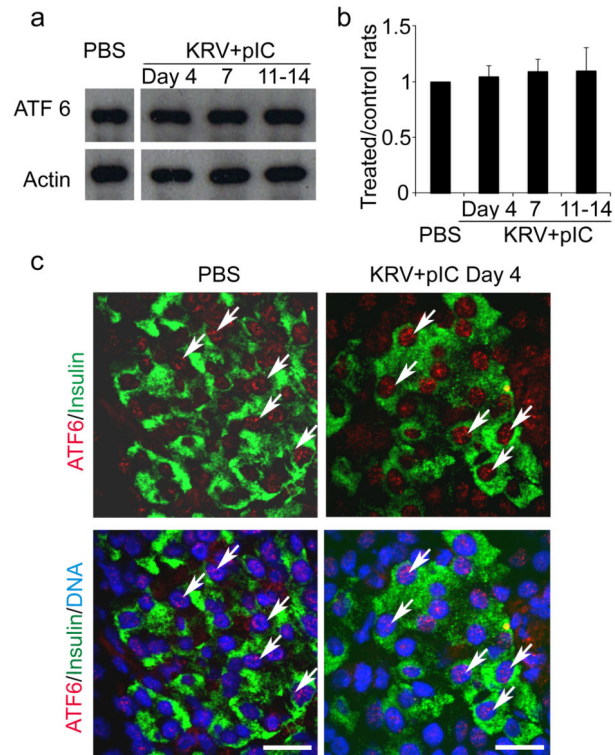 a
PBS
KRV+pIC
Day 4 7 11-14
ATF 6
Actin
b
Treated/control rats
1.5
1
0.5
0
Day 4 7 11-14
PBS KRV+pIC
c
PBS KRV+pIC Day 4
ATF6/Insulin
ATF6/Insulin/DNA